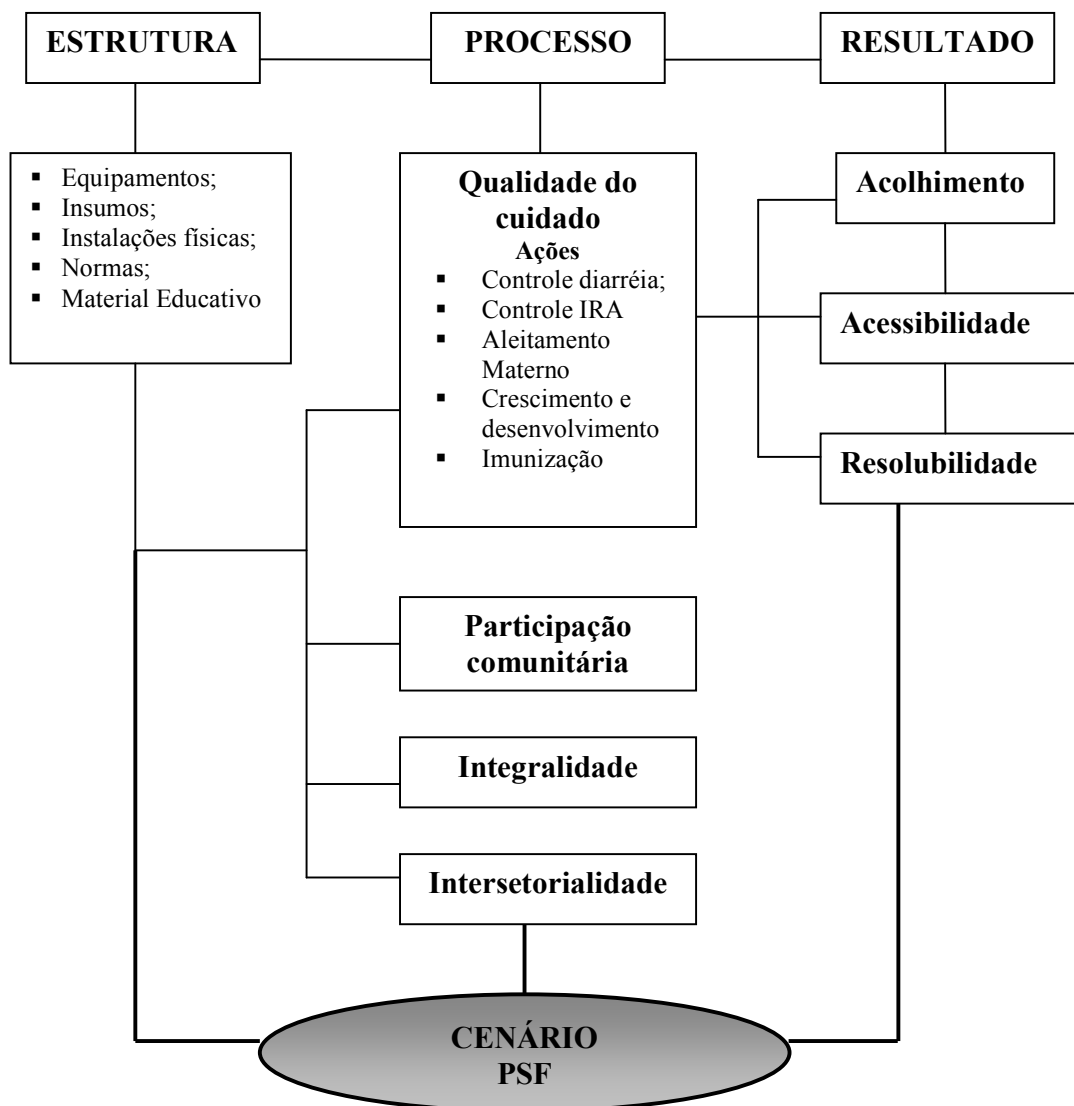 ESTRUTURA
PROCESSO
RESULTADO
▪ Equipamentos;
▪ Insumos;
▪ Instalações físicas;
▪ Normas;
▪ Material Educativo
Qualidade do
cuidado
Ações
▪ Controle diarréia;
▪ Controle IRA
▪ Aleitamento
Materno
▪ Crescimento e
desenvolvimento
▪ Imunização
Acolhimento
Acessibilidade
Resolubilidade
Participação
comunitária
Integralidade
Intersetorialidade
CENÁRIO
PSF